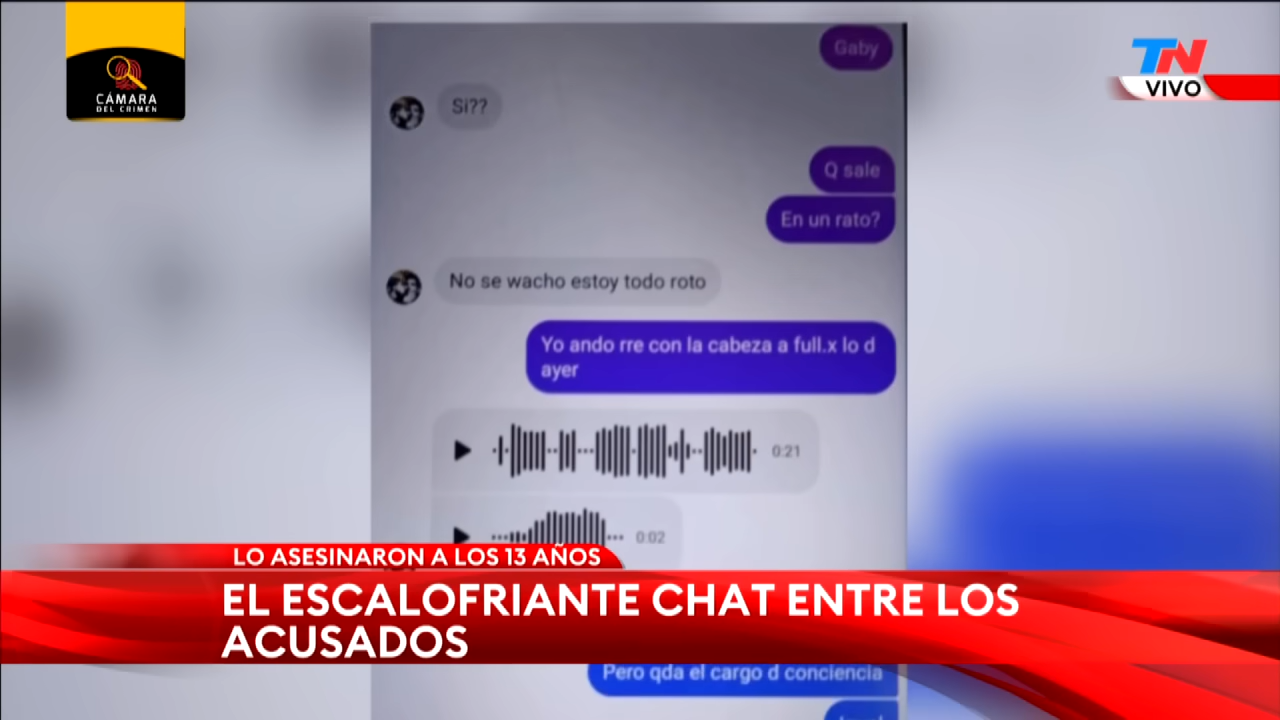 CÁMARA
DEL CRIMEN
TN
VIVO
Gaby
Si??
Q sale
En un rato?
No se wacho estoy todo roto
Yo ando rre con la cabeza a full.x lo d
ayer
0:21
0:02
LO ASESINARON A LOS 13 AÑOS
EL ESCALOFRIANTE CHAT ENTRE LOS
ACUSADOS
Pero qda el cargo d conciencia